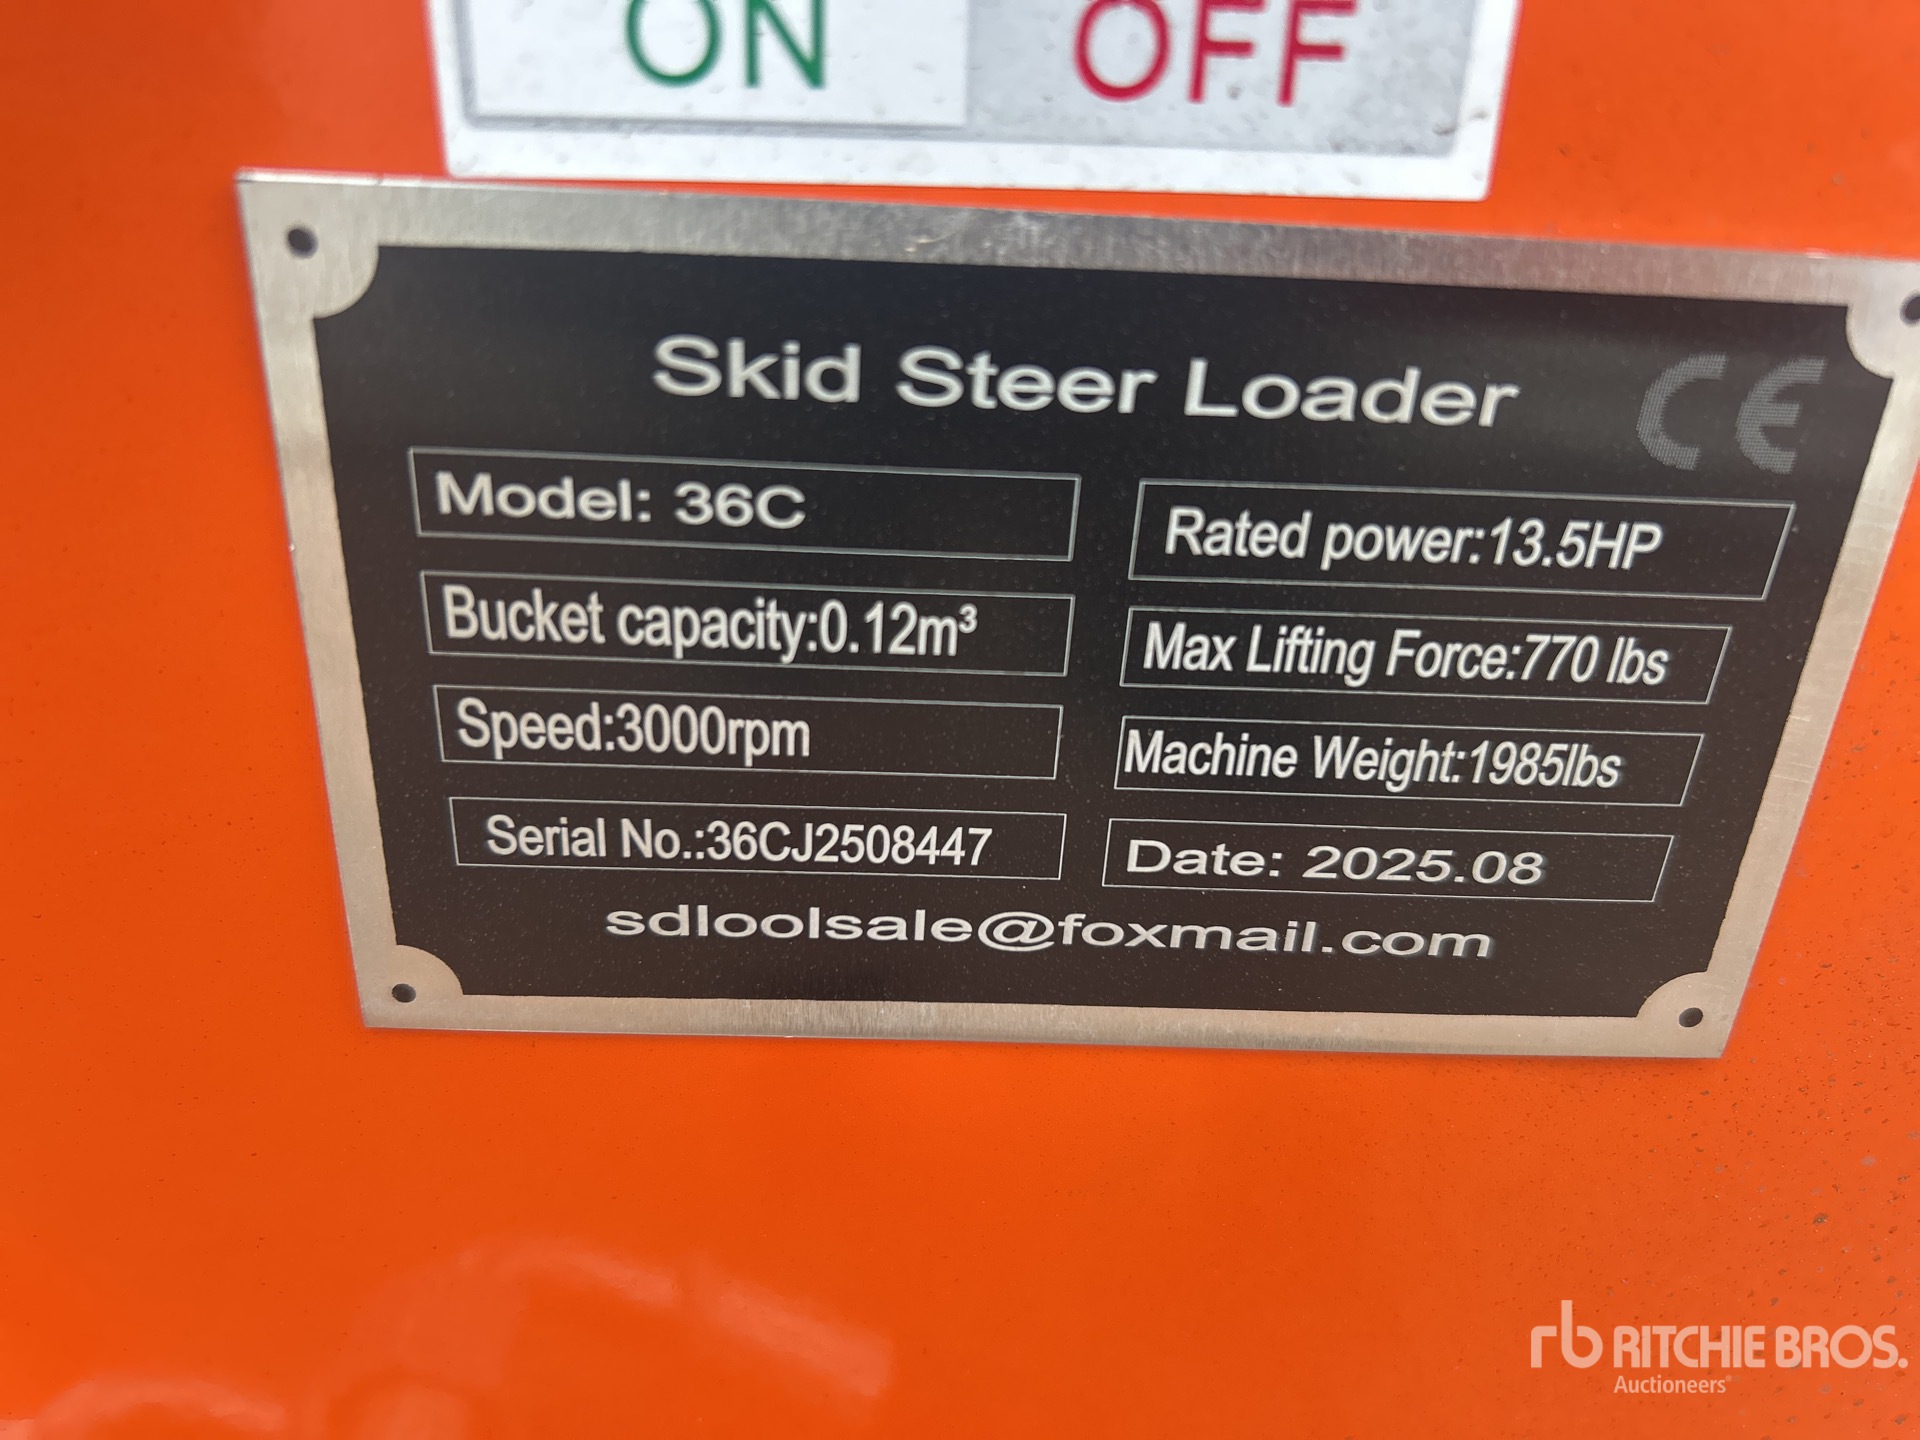 ON OFF
Skid Steer Loader CE
Model: 36C
Rated power:13.5HP
Bucket capacity:0.12m³
Max Lifting Force:770 lbs
Speed:3000rpm
Machine Weight:1985lbs
Serial No.:36CJ2508447
Date: 2025.08
sdloolsale@foxmail.com
rb RITCHIE BROS.
Auctioneers